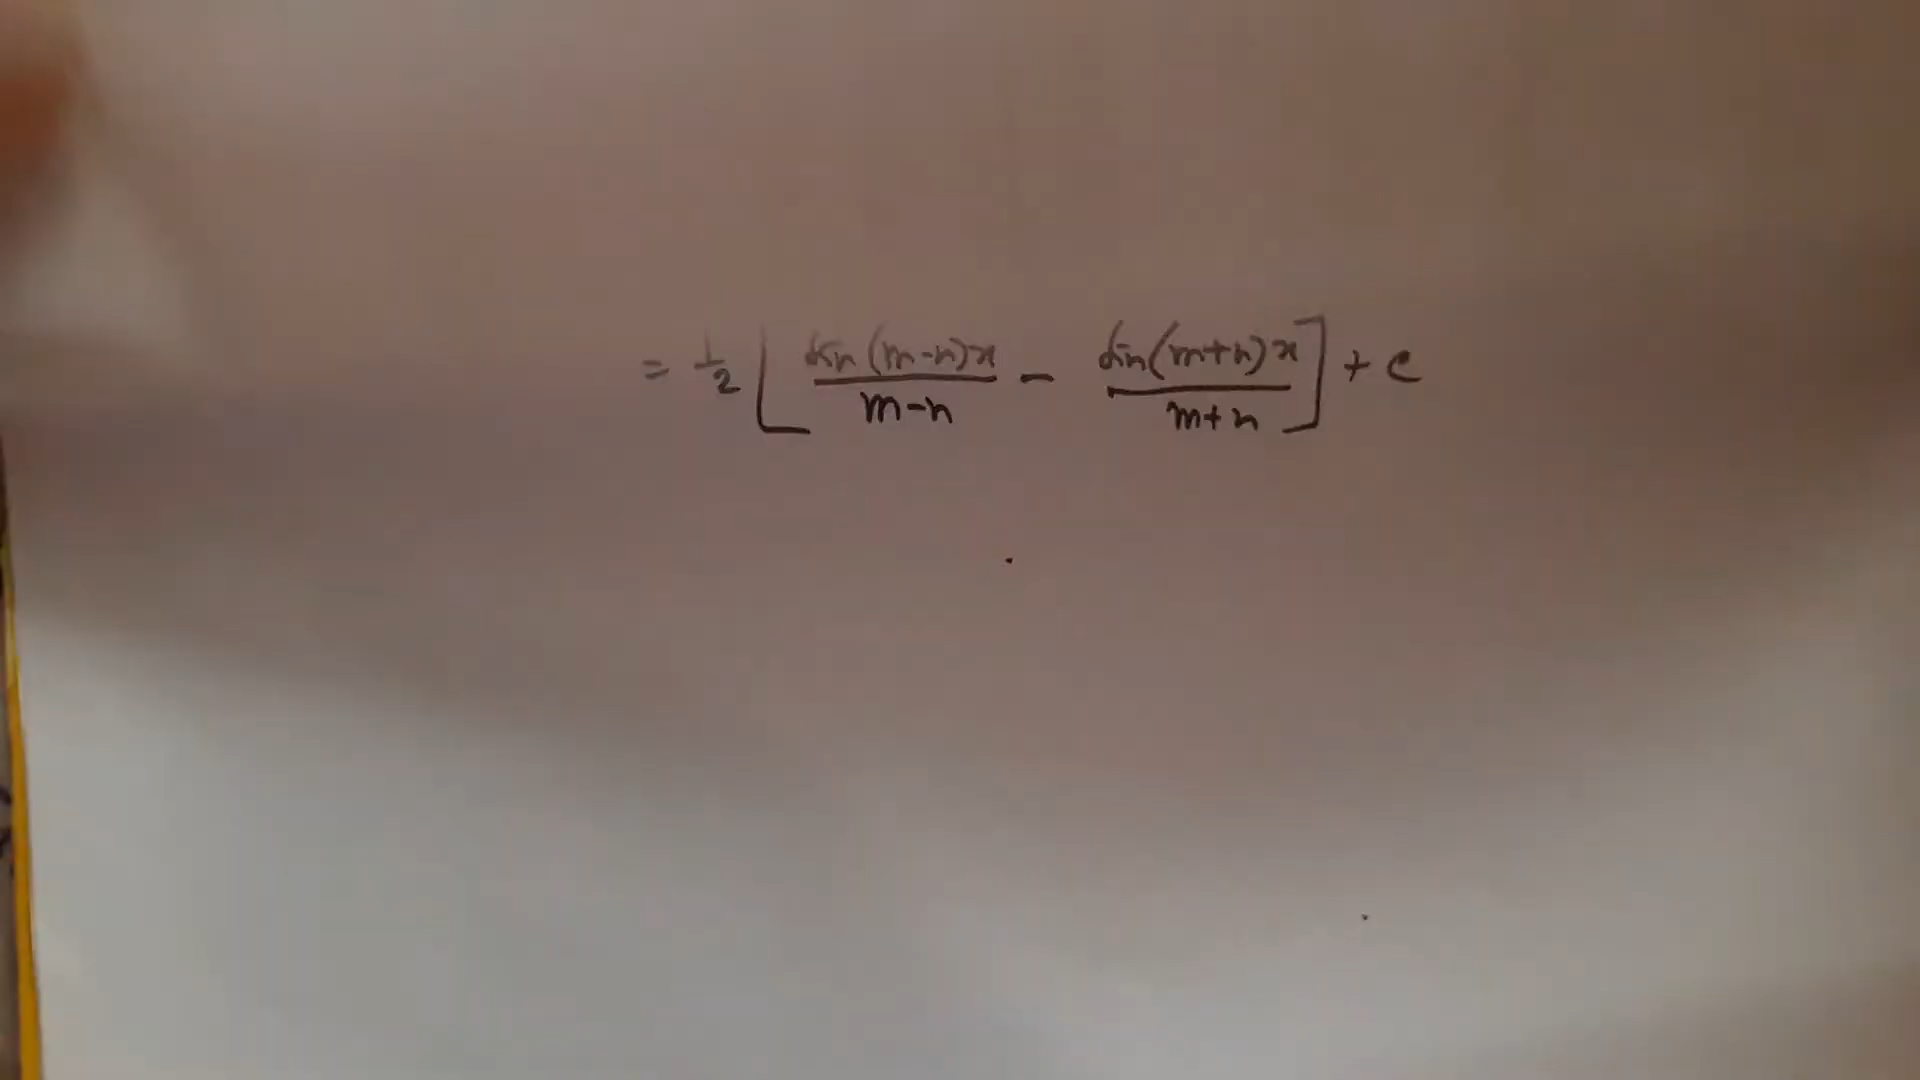 = 1/2 [ sin (m-n)x / m-n - sin(m+n)x / m+n ] + c